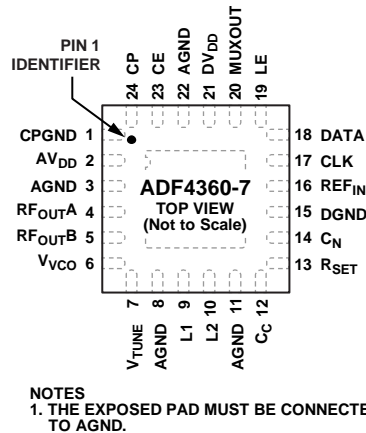 PIN 1
IDENTIFIER
24 CP
23 CE
22 AGND
21 DVDD
20 MUXOUT
19 LE
CPGND 1
AVDD 2
AGND 3
RFOUTA 4
RFOUTB 5
VVCO 6
ADF4360-7
TOP VIEW
(Not to Scale)
18 DATA
17 CLK
16 REFIN
15 DGND
14 CN
13 RSET
VTUNE 7
AGND 8
L1 9
L2 10
AGND 11
CC 12
NOTES
1. THE EXPOSED PAD MUST BE CONNECTE
TO AGND.